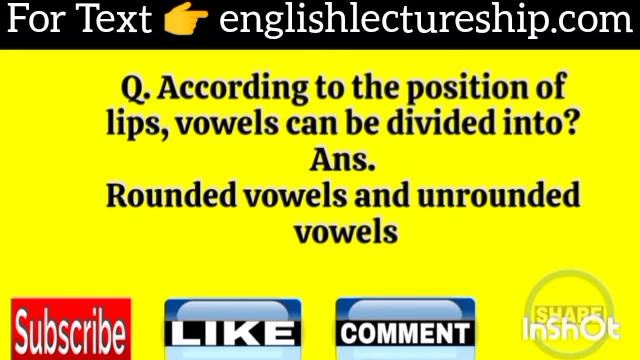 For Text 👉 englishlectureship.com
Q. According to the position of
lips, vowels can be divided into?
Ans.
Rounded vowels and unrounded
vowels
Subscribe
LIKE
COMMENT
SHARE
InShOt